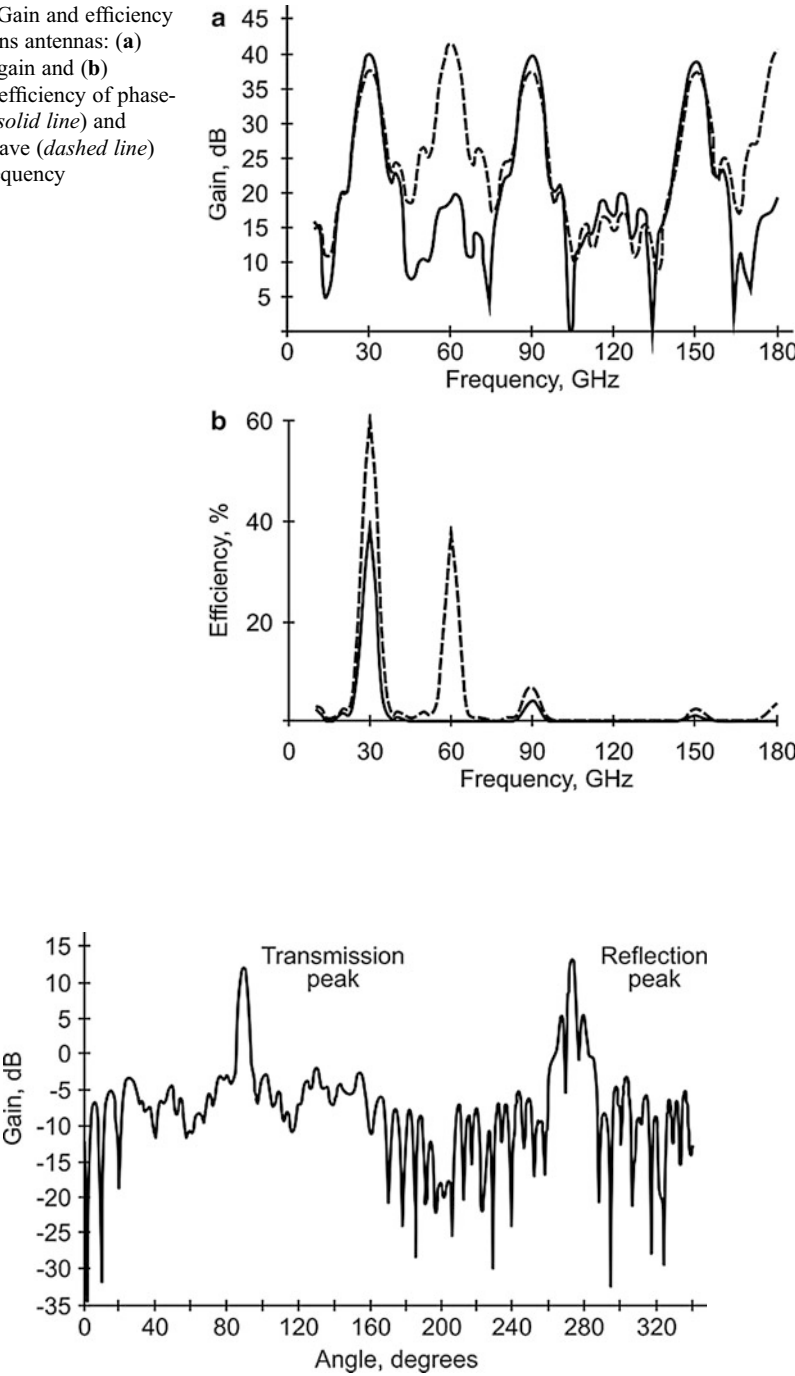 Gain and efficiency
ns antennas: (a)
gain and (b)
efficiency of phase-
solid line) and
ave (dashed line)
quency
a
45
40
35
30
25
20
15
10
5
Gain, dB
0 30 60 90 120 150 180
Frequency, GHz
b
60
40
20
Efficiency, %
0 30 60 90 120 150 180
Frequency, GHz
15
10
5
0
-5
-10
-15
-20
-25
-30
-35
Gain, dB
Transmission
peak
Reflection
peak
0 40 80 120 160 200 240 280 320
Angle, degrees